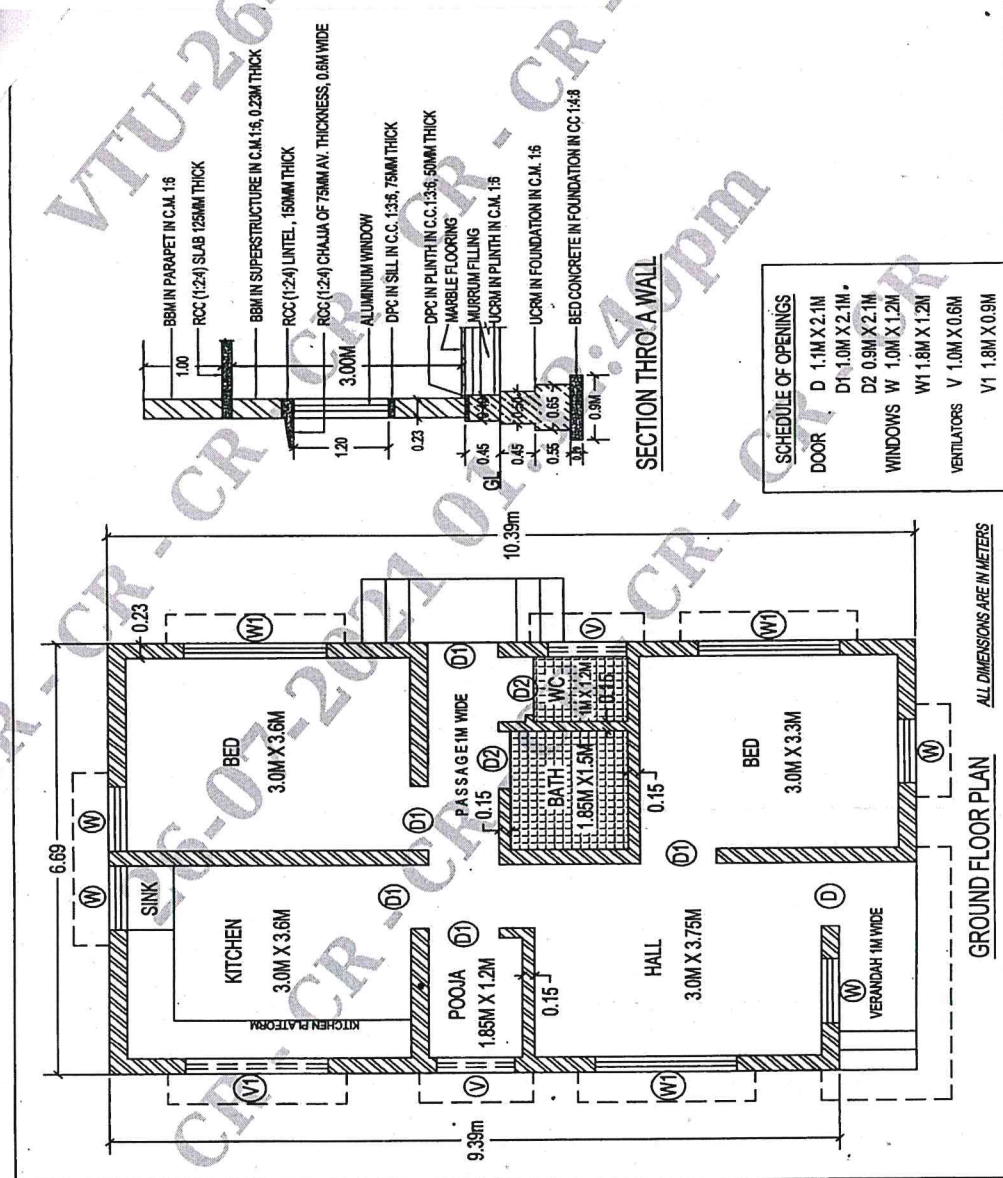 6.69
0.23
W
W
SINK
KITCHEN
3.0M X 3.6M
KITCHEN PLATFORM
V1
BED
3.0M X 3.6M
W1
D1
D1
PASSAGE 1M WIDE
D1
D1
POOJA
1.85M X 1.2M
V
0.15
0.15
D2
D2
BATH
1.85M X1.5M
WC
1M X1.2M
0.15
V
0.15
HALL
3.0M X 3.75M
W1
D1
BED
3.0M X 3.3M
W1
D
W
W
VERANDAH 1M WIDE
9.39m
10.39m
GROUND FLOOR PLAN
ALL DIMENSIONS ARE IN METERS
BBM IN PARAPET IN C.M. 1:6
RCC (1:2:4) SLAB 125MM THICK
BBM IN SUPERSTRUCTURE IN C.M.1:6, 0.23M THICK
RCC (1:2:4) LINTEL , 150MM THICK
RCC (1:2:4) CHAJJA OF 75MM AV. THICKNESS, 0.6M WIDE
ALUMINIUM WINDOW
DPC IN SILL IN C.C. 1:3:6, 75MM THICK
DPC IN PLINTH IN C.C.1:3:6, 50MM THICK
MARBLE FLOORING
MURRUM FILLING
UCRM IN PLINTH IN C.M. 1:6
UCRM IN FOUNDATION IN C.M. 1:6
BED CONCRETE IN FOUNDATION IN CC 1:4:8
1.00
3.00M
1.20
0.23
0.45
GL
0.45
0.55
0.65
0.9M
SECTION THRO' A WALL
SCHEDULE OF OPENINGS
DOOR D 1.1M X 2.1M
D1 1.0M X 2.1M
D2 0.9M X 2.1M
WINDOWS W 1.0M X 1.2M
W1 1.8M X 1.2M
VENTILATORS V 1.0M X 0.6M
V1 1.8M X 0.9M
VTU-26-
CR - CR - CR -
26-07-2021 01:40pm
CR - CR - CR - CR